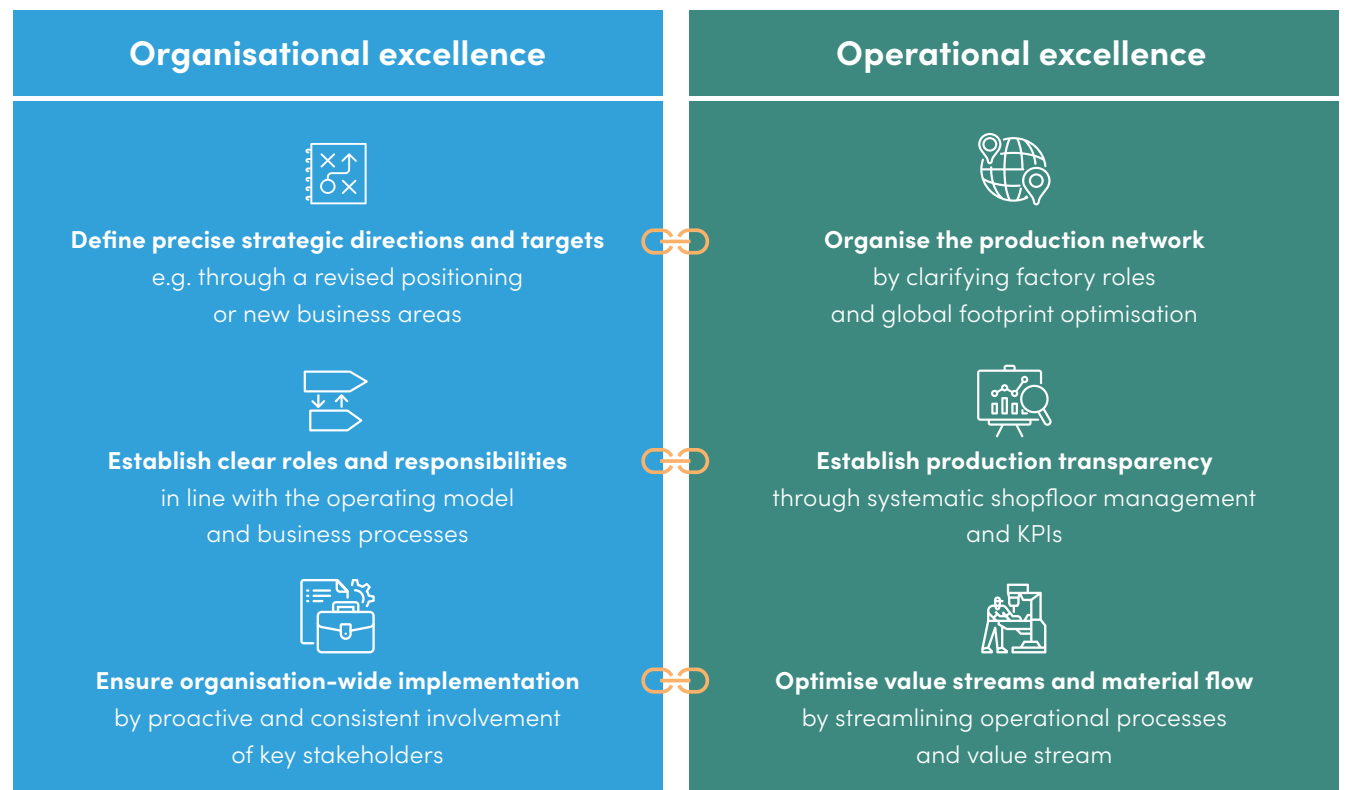 Organisational excellence
Define precise strategic directions and targets
e.g. through a revised positioning
or new business areas
Establish clear roles and responsibilities
in line with the operating model
and business processes
Ensure organisation-wide implementation
by proactive and consistent involvement
of key stakeholders
Operational excellence
Organise the production network
by clarifying factory roles
and global footprint optimisation
Establish production transparency
through systematic shopfloor management
and KPIs
Optimise value streams and material flow
by streamlining operational processes
and value stream